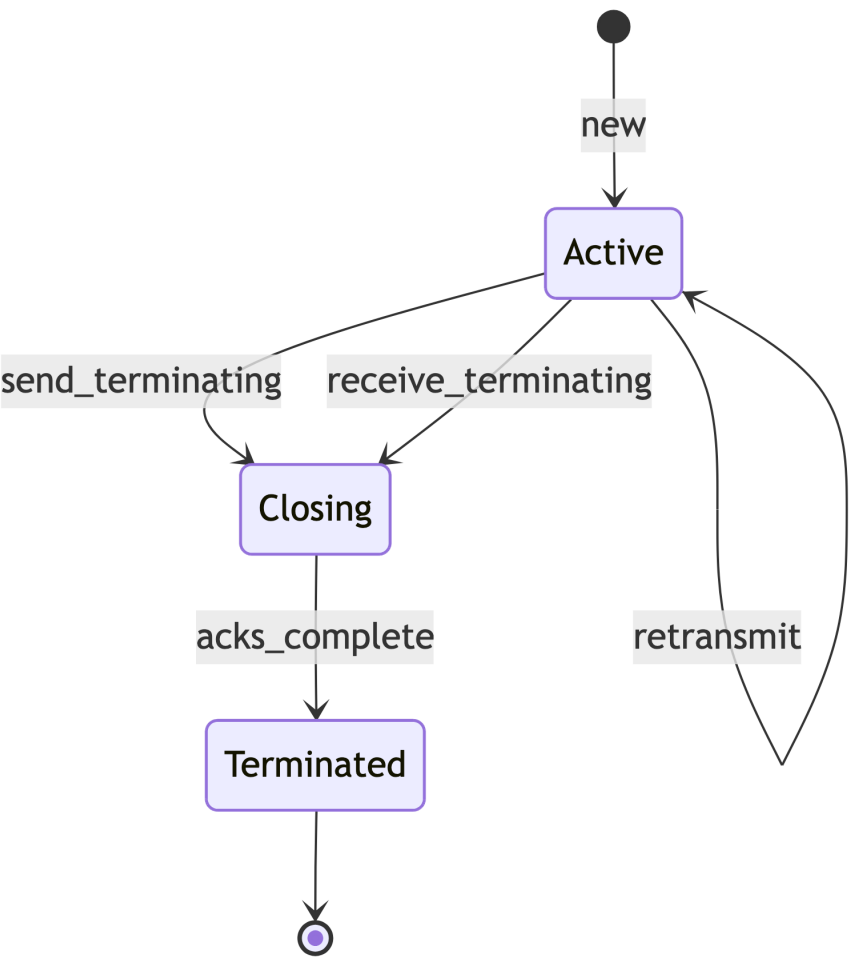 new
Active
send_terminating
receive_terminating
Closing
acks_complete
retransmit
Terminated